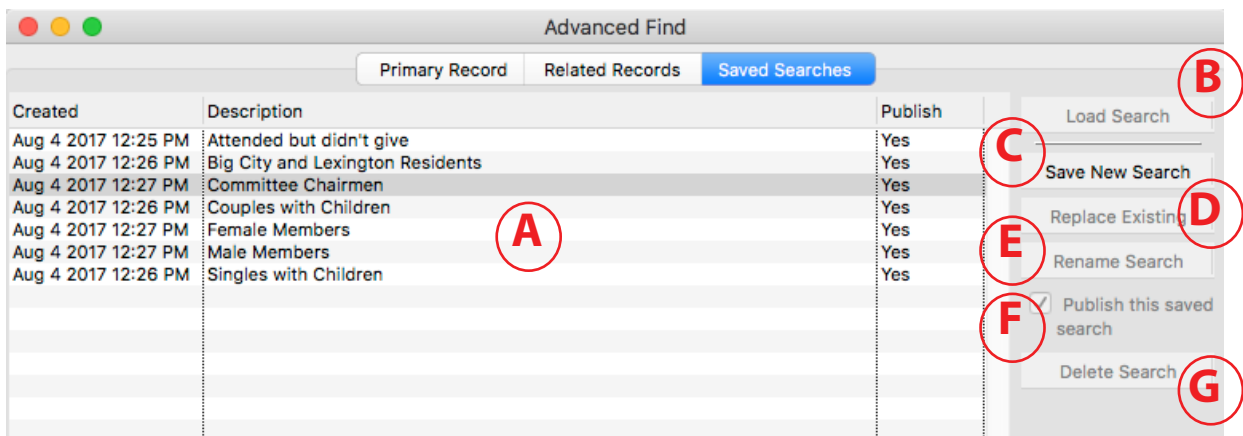 Advanced Find
Primary Record Related Records Saved Searches
Created Description Publish
Aug 4 2017 12:25 PM Attended but didn't give Yes
Aug 4 2017 12:26 PM Big City and Lexington Residents Yes
Aug 4 2017 12:27 PM Committee Chairmen Yes
Aug 4 2017 12:26 PM Couples with Children Yes
Aug 4 2017 12:27 PM Female Members Yes
Aug 4 2017 12:27 PM Male Members Yes
Aug 4 2017 12:26 PM Singles with Children Yes
A
B
Load Search
C
Save New Search
Replace Existing
D
E
Rename Search
F
Publish this saved
search
Delete Search
G